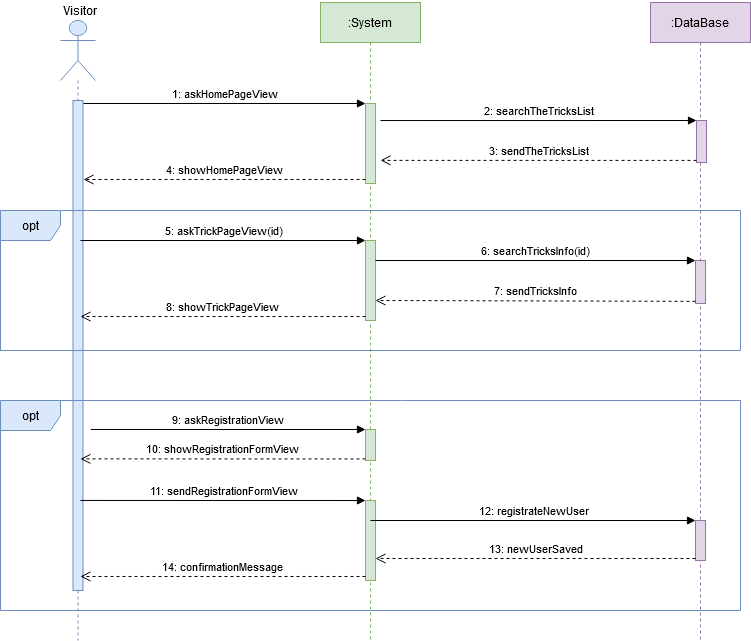 Visitor
:System
:DataBase
1: askHomePageView
2: searchTheTricksList
3: sendTheTricksList
4: showHomePageView
opt
5: askTrickPageView(id)
6: searchTricksInfo(id)
7: sendTricksInfo
8: showTrickPageView
opt
9: askRegistrationView
10: showRegistrationFormView
11: sendRegistrationFormView
12: registrateNewUser
13: newUserSaved
14: confirmationMessage